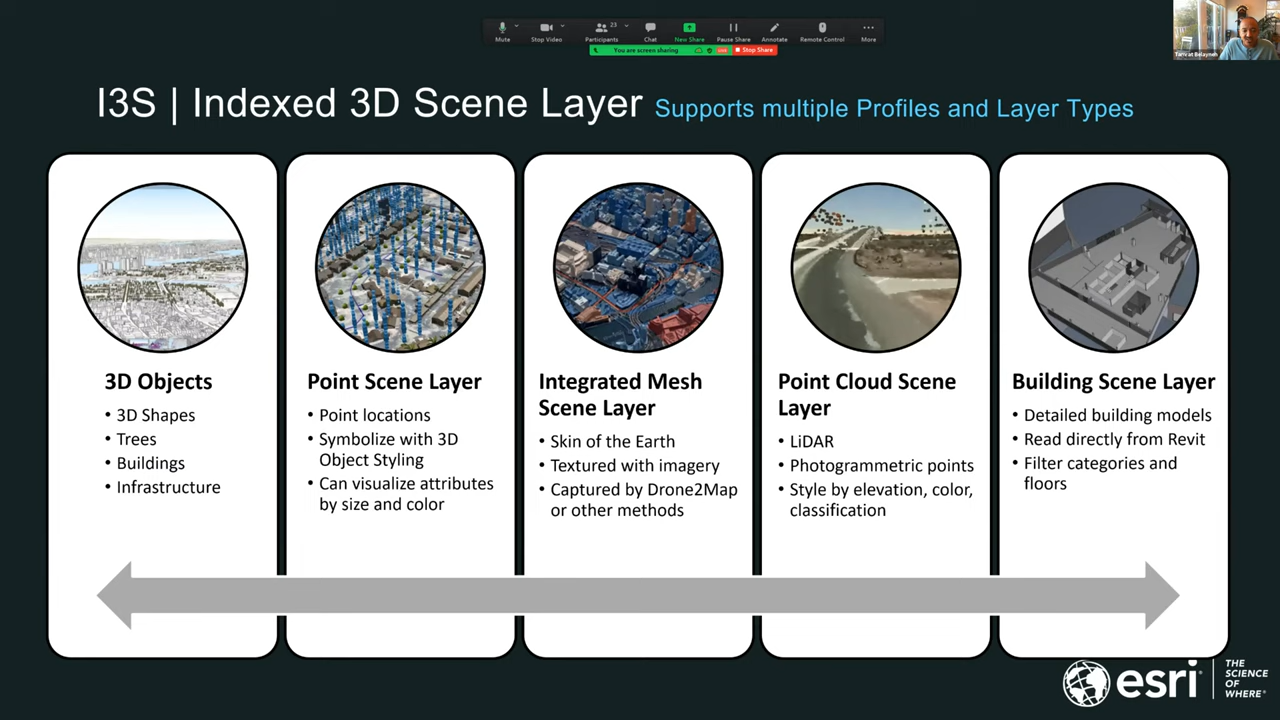 23
Mute
Stop Video
Participants
Chat
New Share
Pause Share
Annotate
Remote Control
More
You are screen sharing
Stop Share
Tamrat Belayneh
I3S | Indexed 3D Scene Layer Supports multiple Profiles and Layer Types
3D Objects
• 3D Shapes
• Trees
• Buildings
• Infrastructure
Point Scene Layer
• Point locations
• Symbolize with 3D
Object Styling
• Can visualize attributes
by size and color
Integrated Mesh
Scene Layer
• Skin of the Earth
• Textured with imagery
• Captured by Drone2Map
or other methods
Point Cloud Scene
Layer
• LiDAR
• Photogrammetric points
• Style by elevation, color,
classification
Building Scene Layer
• Detailed building models
• Read directly from Revit
• Filter categories and
floors
esri
THE
SCIENCE
OF
WHERE®